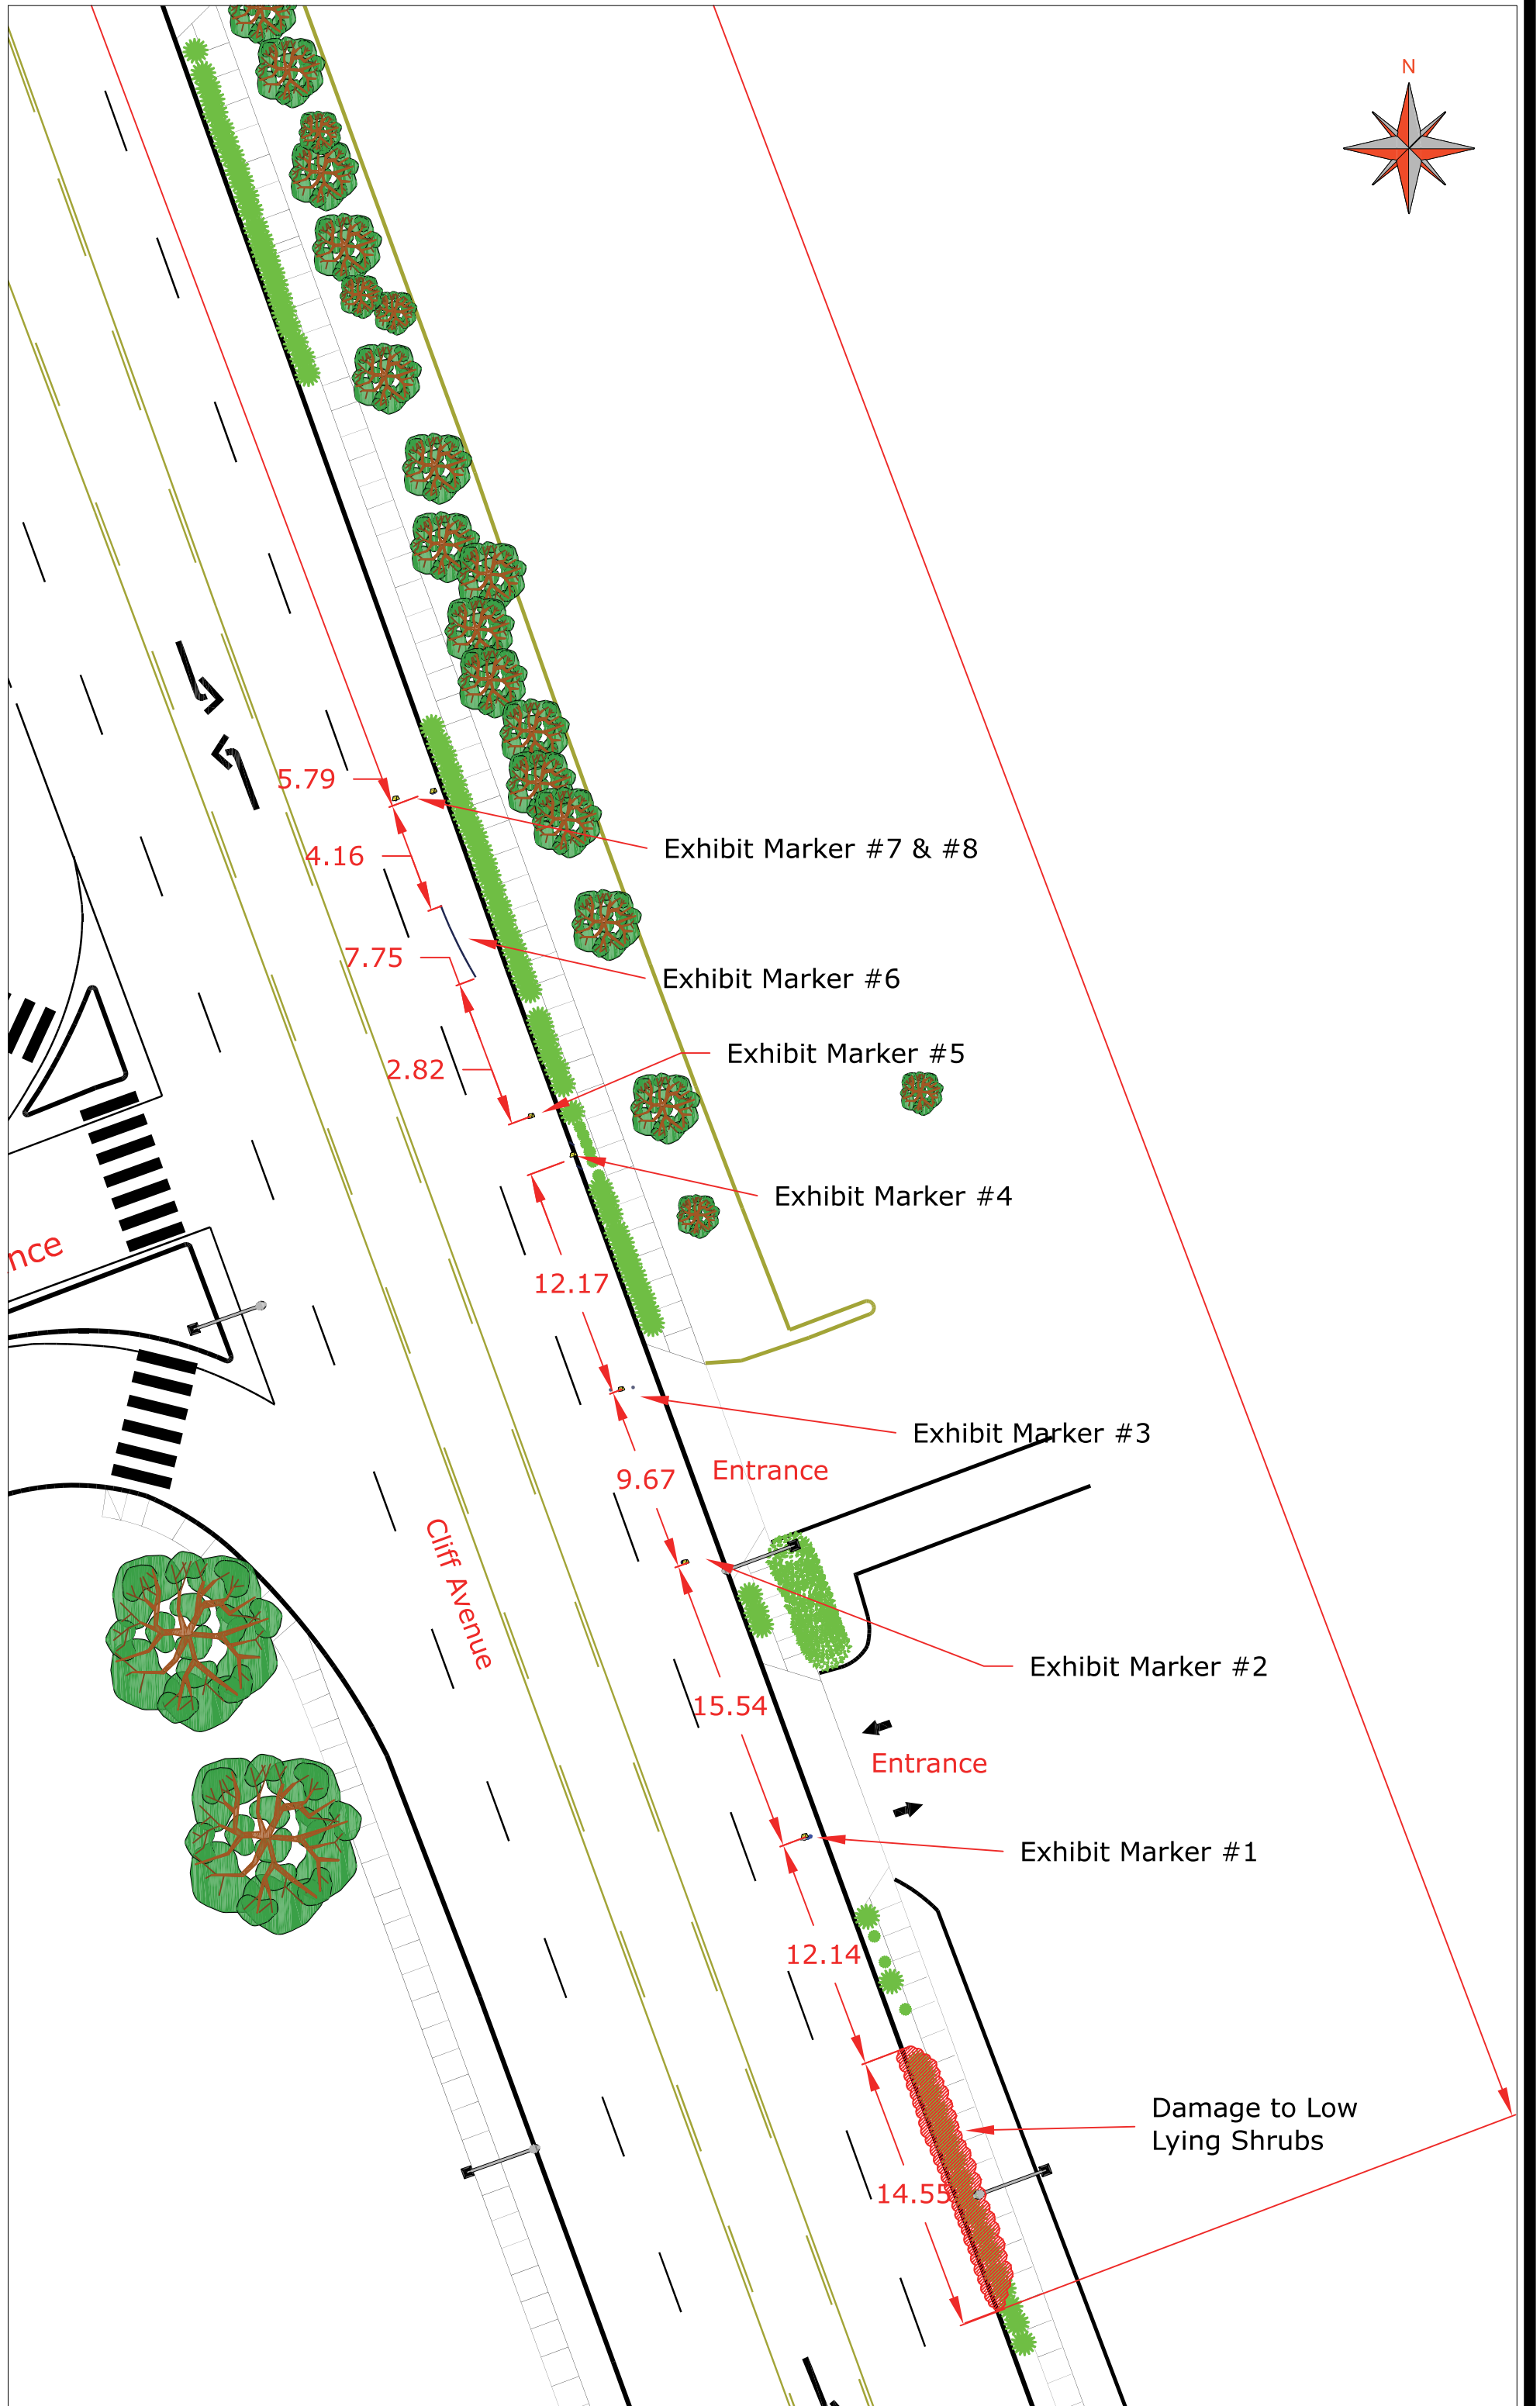 N
5.79
4.16
Exhibit Marker #7 & #8
7.75
Exhibit Marker #6
2.82
Exhibit Marker #5
Exhibit Marker #4
nce
12.17
Exhibit Marker #3
9.67
Entrance
Cliff Avenue
Exhibit Marker #2
15.54
Entrance
Exhibit Marker #1
12.14
Damage to Low
Lying Shrubs
14.55